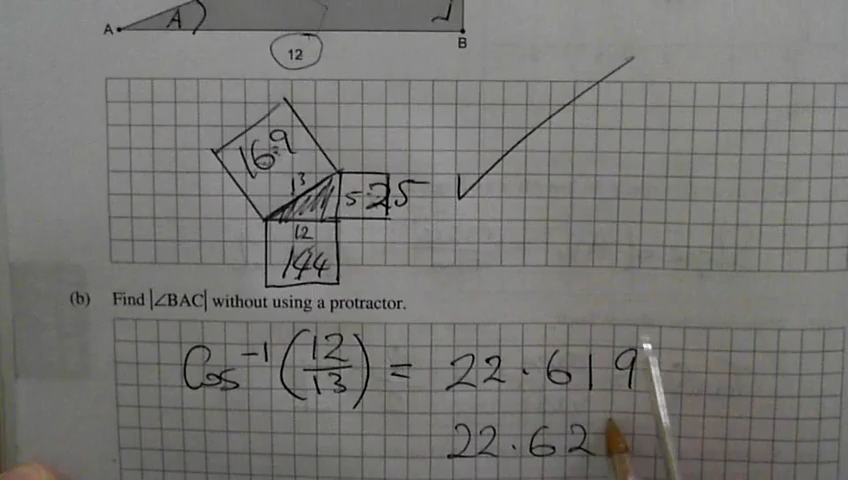 A A B
12
169
13
5 25
12
144
(b) Find |∠BAC| without using a protractor.
Cos⁻¹(12/13) = 22.619
22.62